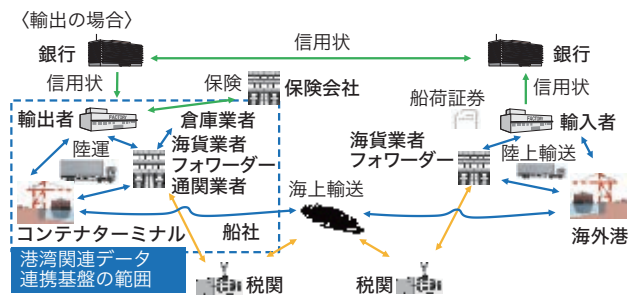 〈輸出の場合〉
銀行
信用状
銀行
信用状
保険
保険会社
船荷証券
信用状
輸出者
FACTORY
倉庫業者
FACTORY
輸入者
陸運
海貨業者
フォワーダー
通関業者
海貨業者
フォワーダー
陸上輸送
海上輸送
コンテナターミナル
船社
海外港
港湾関連データ
連携基盤の範囲
税関
税関